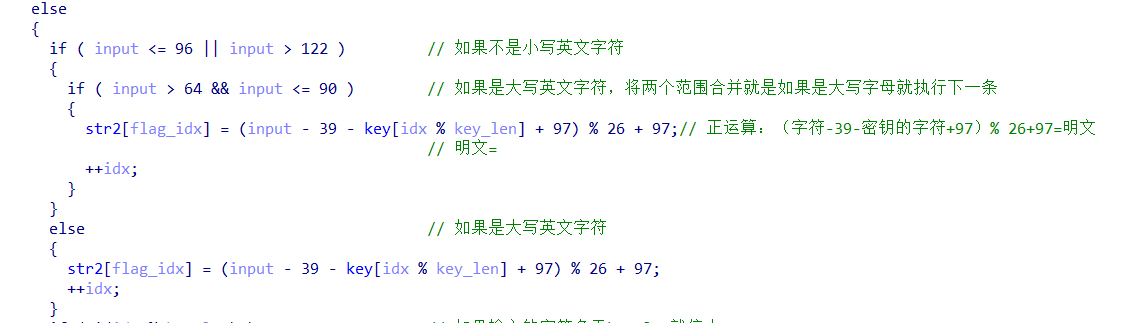 else
{
if ( input <= 96 || input > 122 ) // 如果不是小写英文字符
{
if ( input > 64 && input <= 90 ) // 如果是大写英文字符，将两个范围合并就是如果是大写字母就执行下一条
{
str2[flag_idx] = (input - 39 - key[idx % key_len] + 97) % 26 + 97;// 正运算：（字符-39-密钥的字符+97）% 26+97=明文
// 明文=
++idx;
}
}
else // 如果是大写英文字符
{
str2[flag_idx] = (input - 39 - key[idx % key_len] + 97) % 26 + 97;
++idx;
}